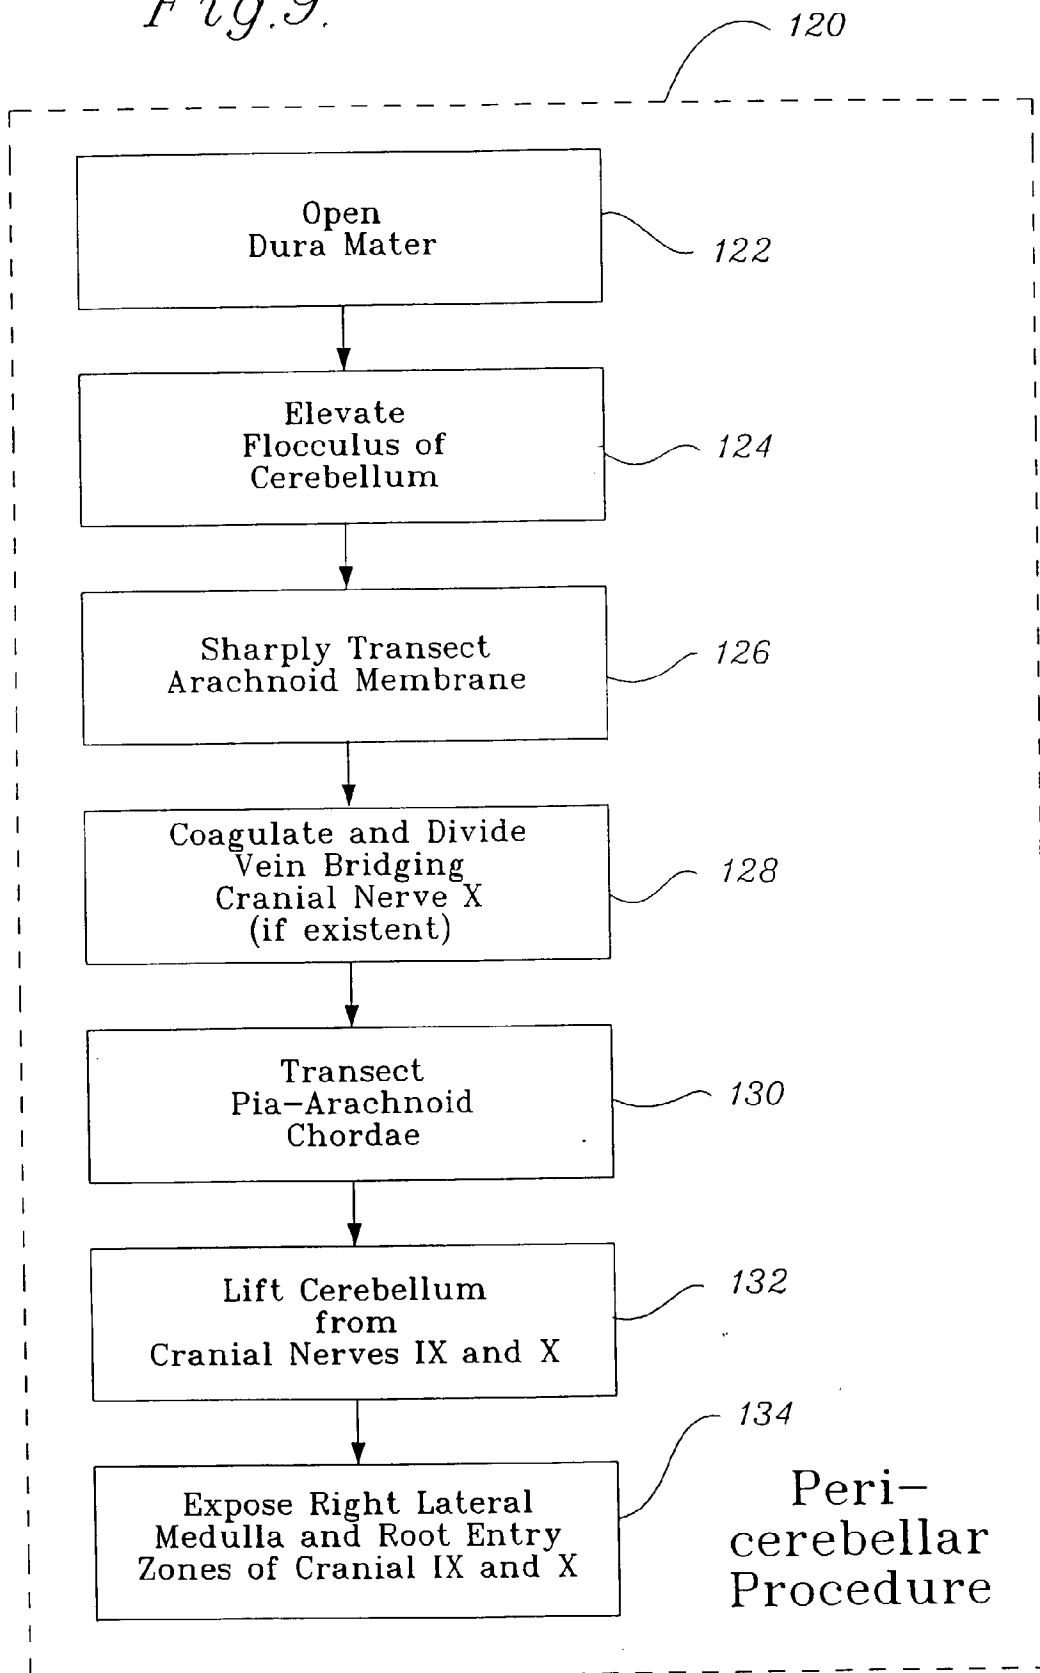 Fig.9.
120
Open
Dura Mater
122
Elevate
Flocculus of
Cerebellum
124
Sharply Transect
Arachnoid Membrane
126
Coagulate and Divide
Vein Bridging
Cranial Nerve X
(if existent)
128
Transect
Pia-Arachnoid
Chordae
130
Lift Cerebellum
from
Cranial Nerves IX and X
132
Expose Right Lateral
Medulla and Root Entry
Zones of Cranial IX and X
134
Peri-
cerebellar
Procedure